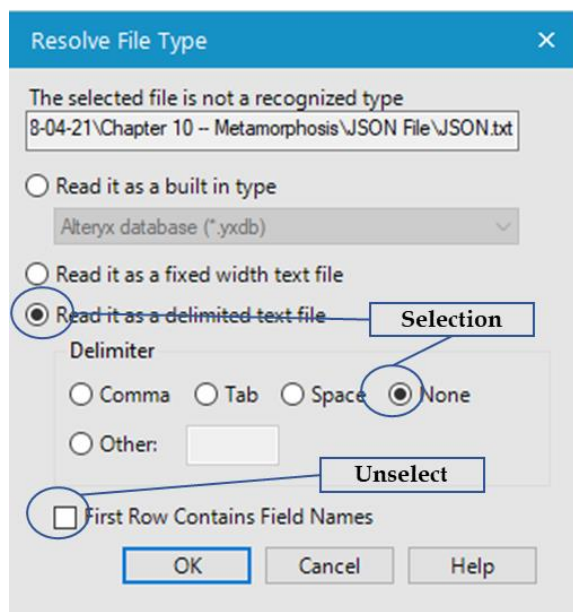 Resolve File Type
The selected file is not a recognized type
8-04-21\Chapter 10 -- Metamorphosis\JSON File\JSON.txt
Read it as a built in type
Alteryx database (*.yxdb)
Read it as a fixed width text file
Read it as a delimited text file
Selection
Delimiter
Comma Tab Space None
Other:
Unselect
First Row Contains Field Names
OK Cancel Help